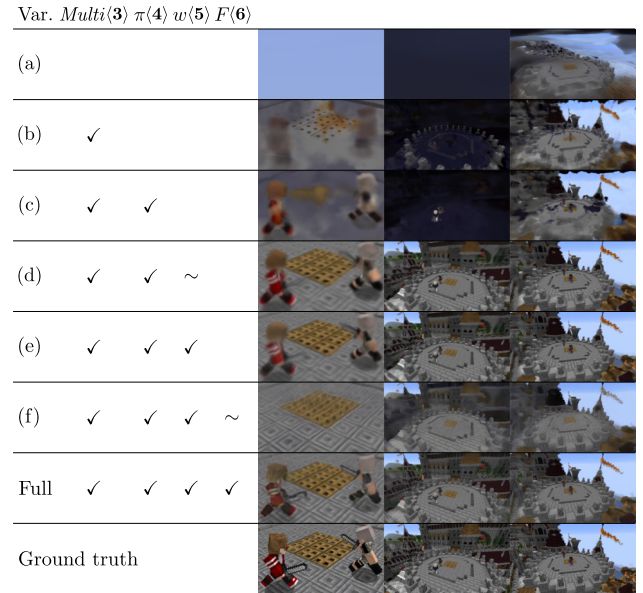 Var. Multi⟨3⟩ π⟨4⟩ w⟨5⟩ F⟨6⟩
(a)
(b) ✓
(c) ✓ ✓
(d) ✓ ✓ ∼
(e) ✓ ✓ ✓
(f) ✓ ✓ ✓ ∼
Full ✓ ✓ ✓ ✓
Ground truth